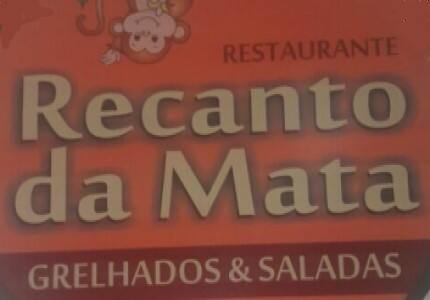 RESTAURANTE
Recanto
da Mata
GRELHADOS & SALADAS